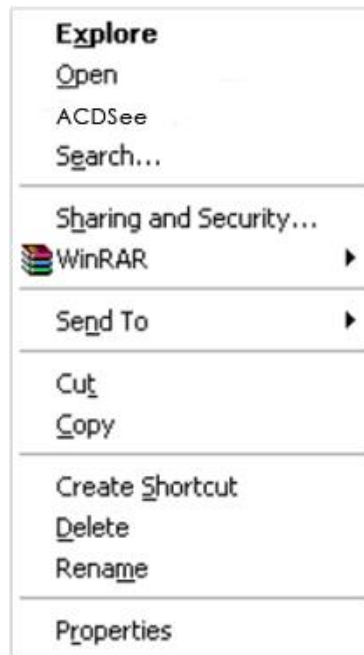 Explore
Open
ACDSee
Search...
Sharing and Security...
WinRAR
Send To
Cut
Copy
Create Shortcut
Delete
Rename
Properties